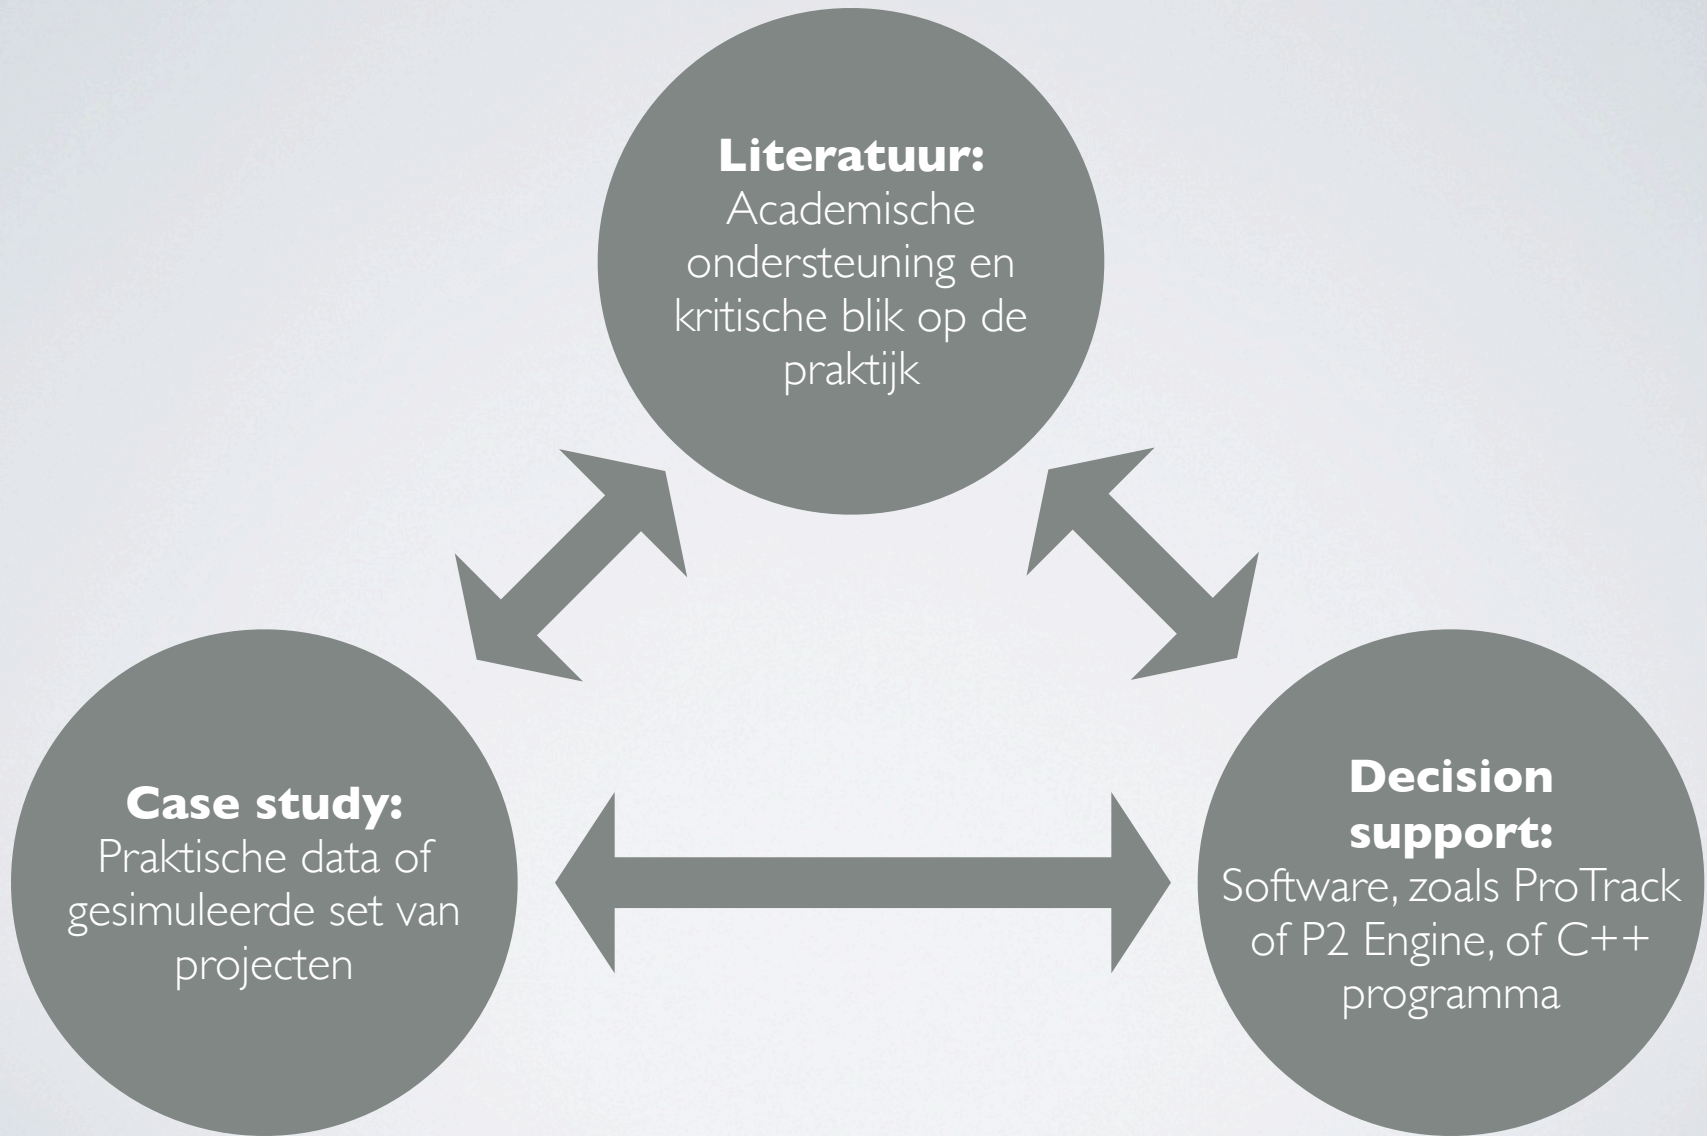 Literatuur:
Academische
ondersteuning en
kritische blik op de
praktijk
Case study:
Praktische data of
gesimuleerde set van
projecten
Decision
support:
Software, zoals ProTrack
of P2 Engine, of C++
programma